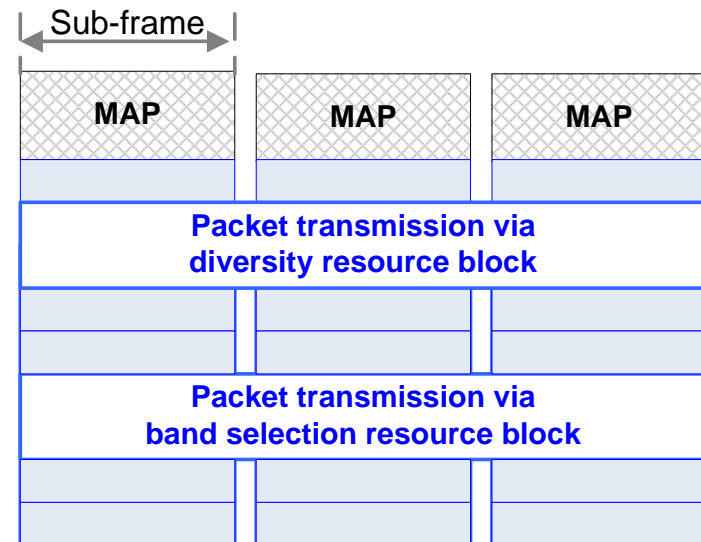 Sub-frame
MAP MAP MAP
Packet transmission via
diversity resource block
Packet transmission via
band selection resource block